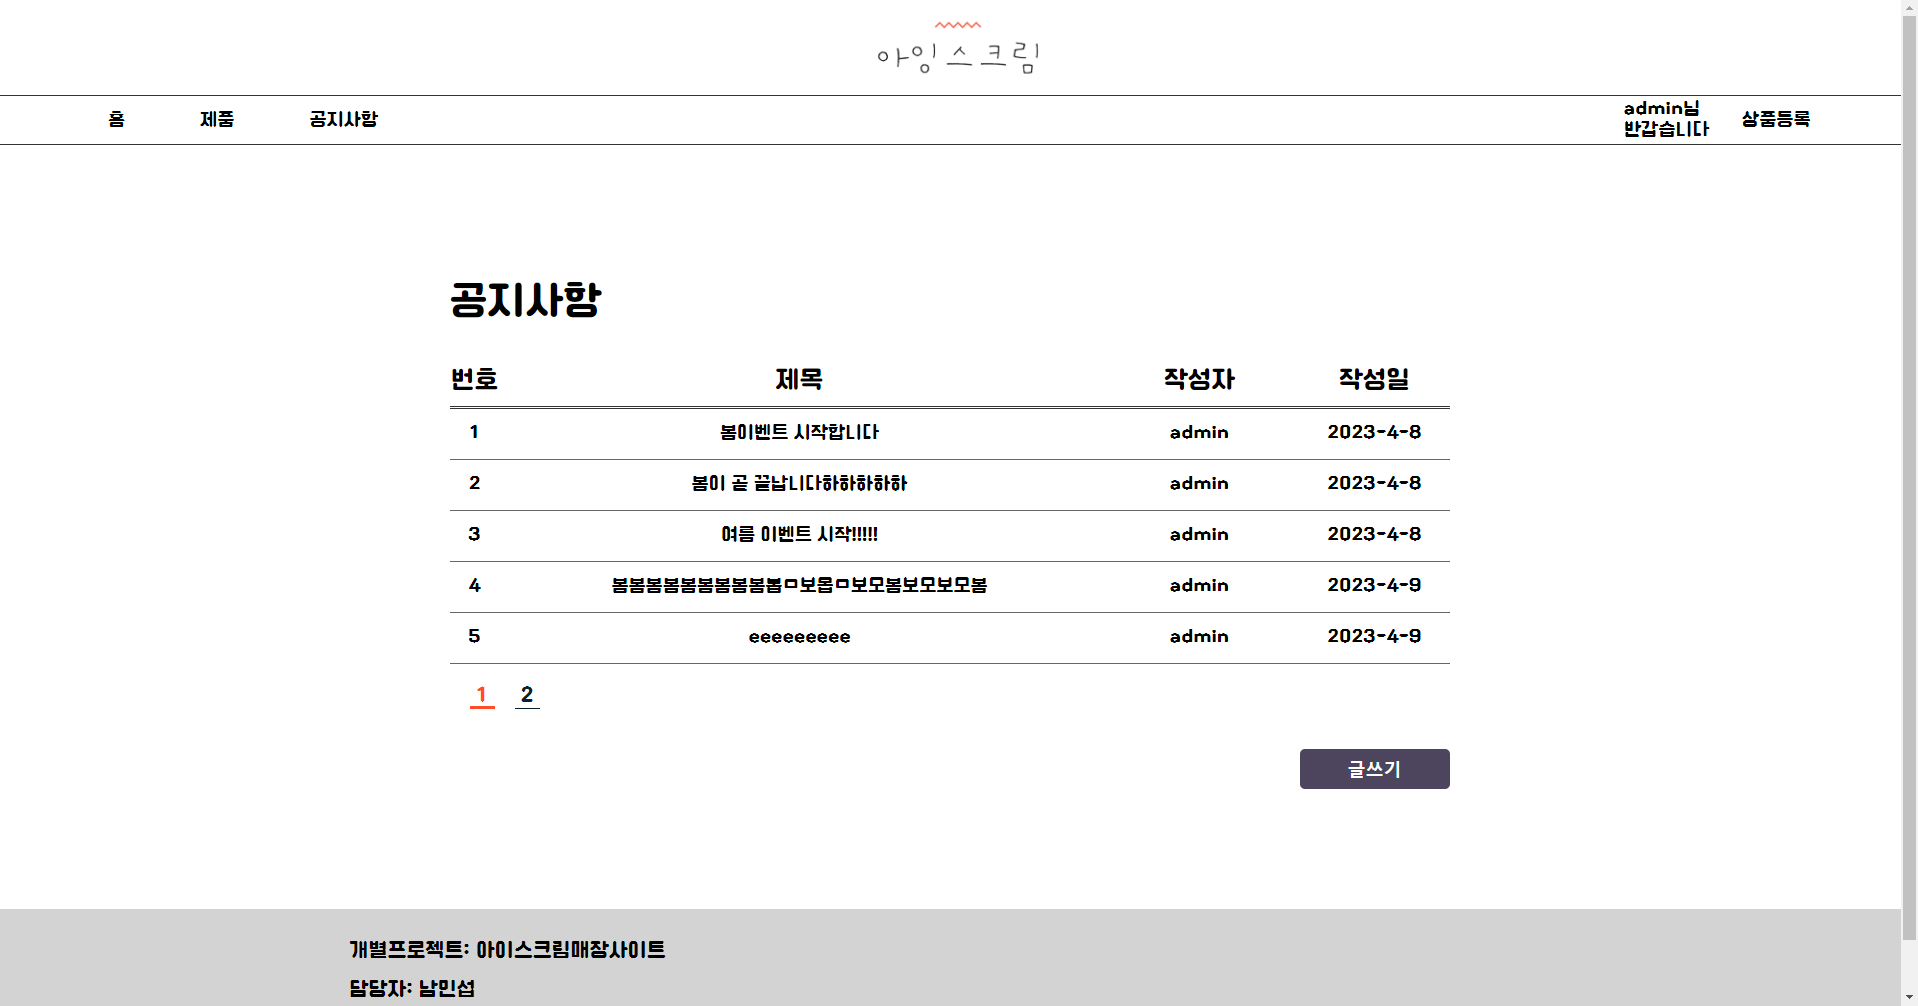 아잉스크림
홈 제품 공지사항 admin님 반갑습니다 상품등록
공지사항
번호 제목 작성자 작성일
1 봄이벤트 시작합니다 admin 2023-4-8
2 봄이 곧 끝납니다하하하하하 admin 2023-4-8
3 여름 이벤트 시작!!!!! admin 2023-4-8
4 봄봄봄봄봄봄봄봄봄봅ㅁ보옵ㅁ보모봄보모보모봄 admin 2023-4-9
5 eeeeeeeee admin 2023-4-9
1 2
글쓰기
개별프로젝트: 아이스크림매장사이트
담당자: 남민섭